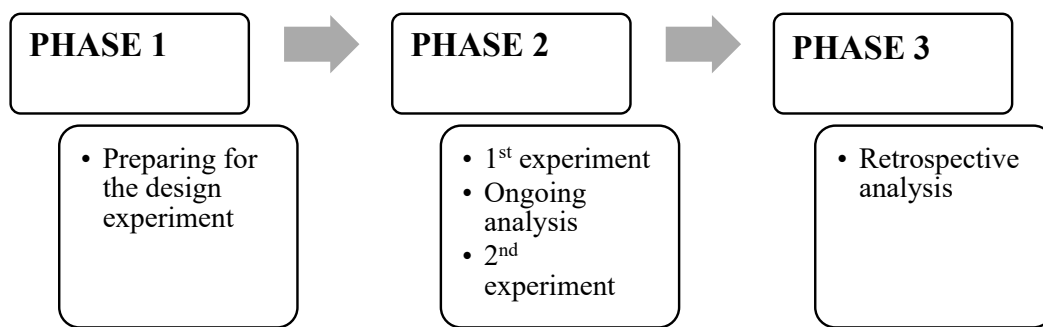 PHASE 1
• Preparing for
the design
experiment
PHASE 2
• 1st experiment
• Ongoing
analysis
• 2nd
experiment
PHASE 3
• Retrospective
analysis